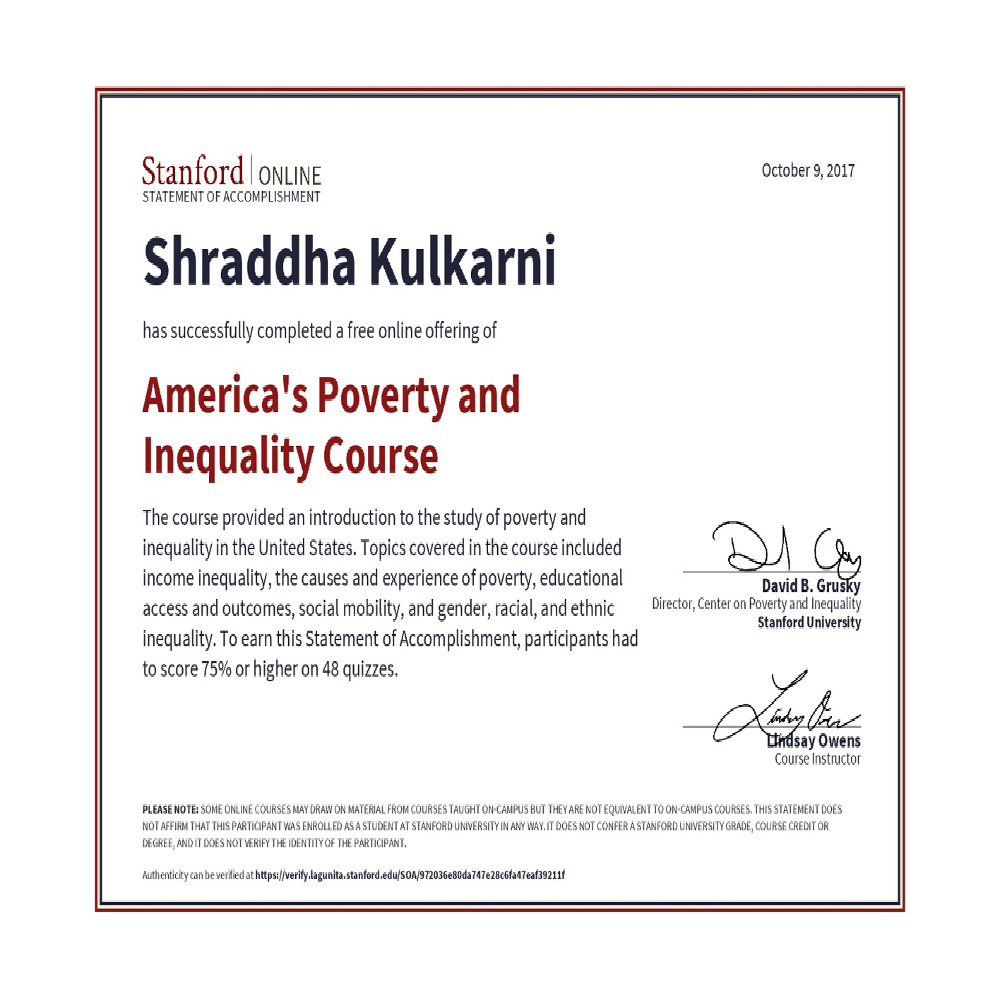 Stanford | ONLINE
STATEMENT OF ACCOMPLISHMENT
October 9, 2017
Shraddha Kulkarni
has successfully completed a free online offering of
America's Poverty and
Inequality Course
The course provided an introduction to the study of poverty and
inequality in the United States. Topics covered in the course included
income inequality, the causes and experience of poverty, educational
access and outcomes, social mobility, and gender, racial, and ethnic
inequality. To earn this Statement of Accomplishment, participants had
to score 75% or higher on 48 quizzes.
David B. Grusky
Director, Center on Poverty and Inequality
Stanford University
Lindsay Owens
Lindsay Owens
Course Instructor
PLEASE NOTE: SOME ONLINE COURSES MAY DRAW ON MATERIAL FROM COURSES TAUGHT ON-CAMPUS BUT THEY ARE NOT EQUIVALENT TO ON-CAMPUS COURSES. THIS STATEMENT DOES
NOT AFFIRM THAT THIS PARTICIPANT WAS ENROLLED AS A STUDENT AT STANFORD UNIVERSITY IN ANY WAY. IT DOES NOT CONFER A STANFORD UNIVERSITY GRADE, COURSE CREDIT OR
DEGREE, AND IT DOES NOT VERIFY THE IDENTITY OF THE PARTICIPANT.
Authenticity can be verified at https://verify.lagunita.stanford.edu/SOA/972036e80da747e28c6fa47eaf39211f